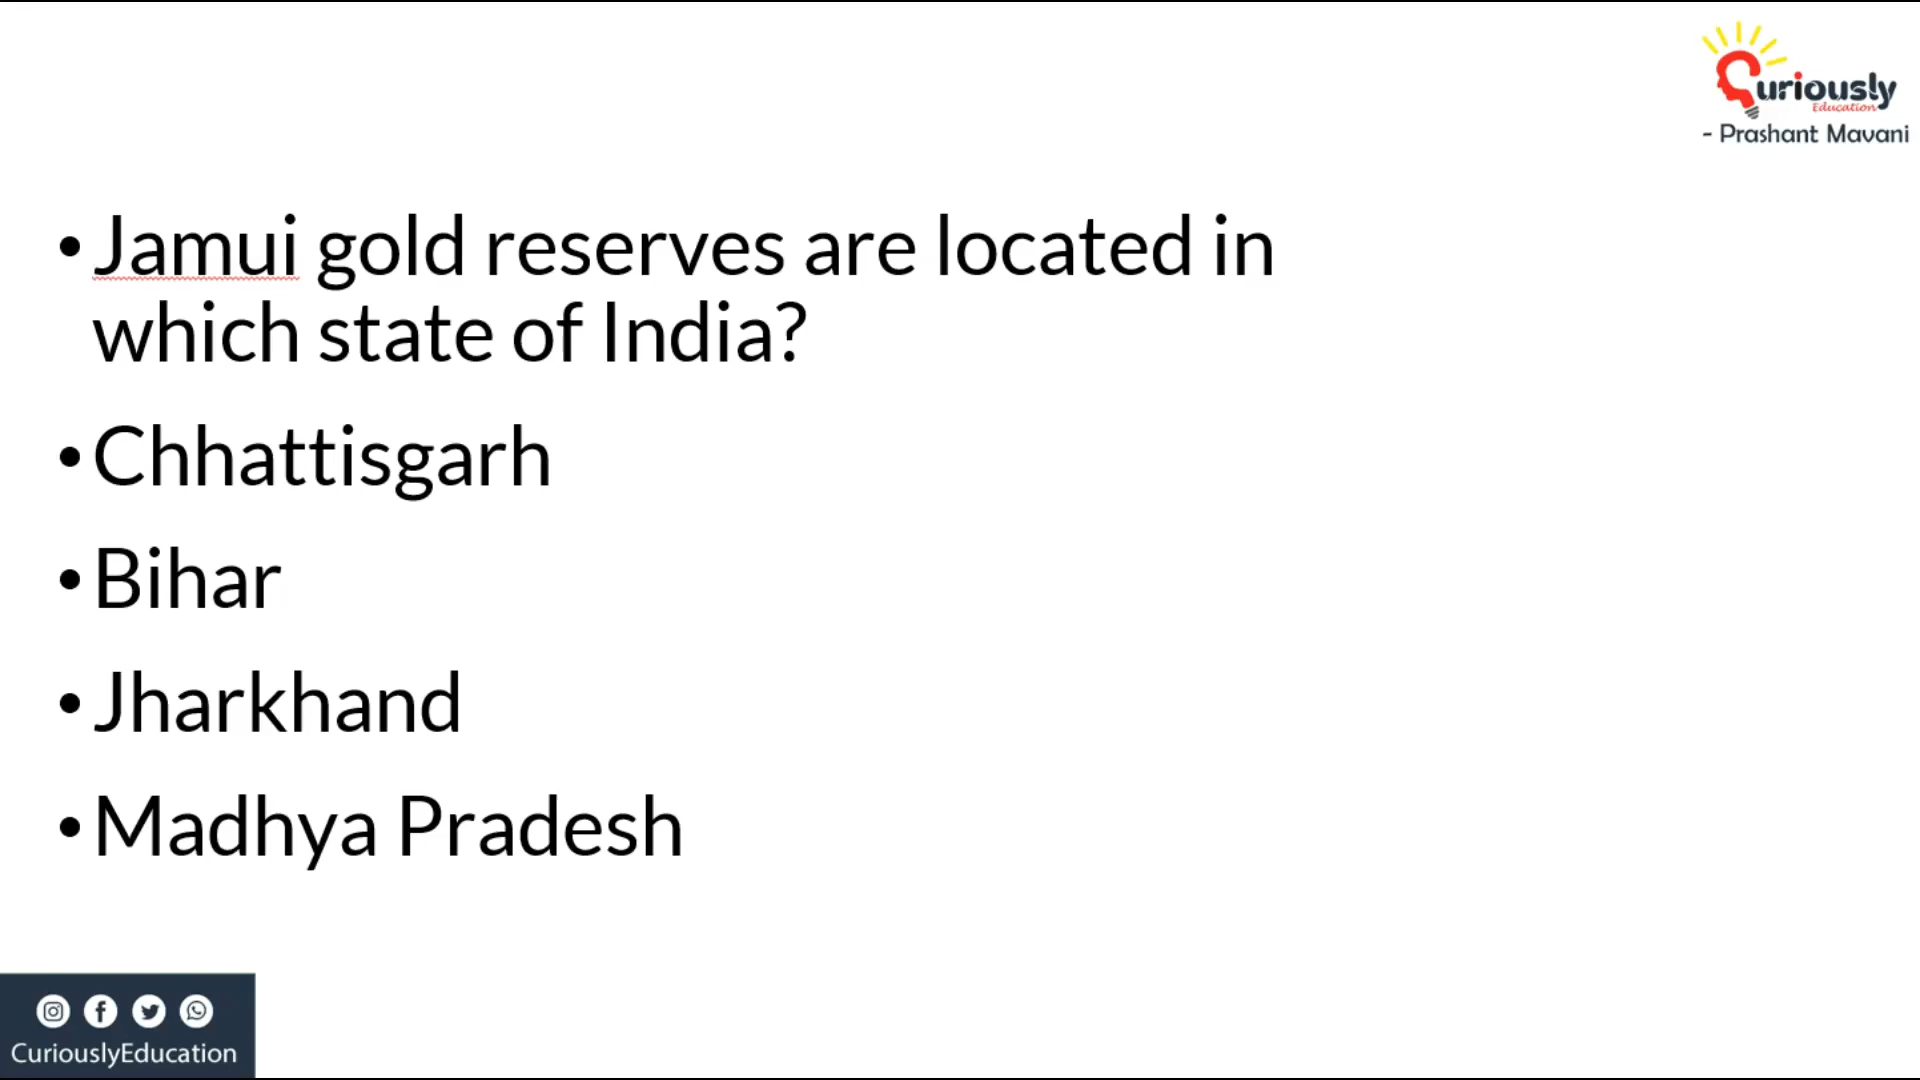 Curiously
Education
- Prashant Mavani
• Jamui gold reserves are located in
which state of India?
• Chhattisgarh
• Bihar
• Jharkhand
• Madhya Pradesh
CuriouslyEducation